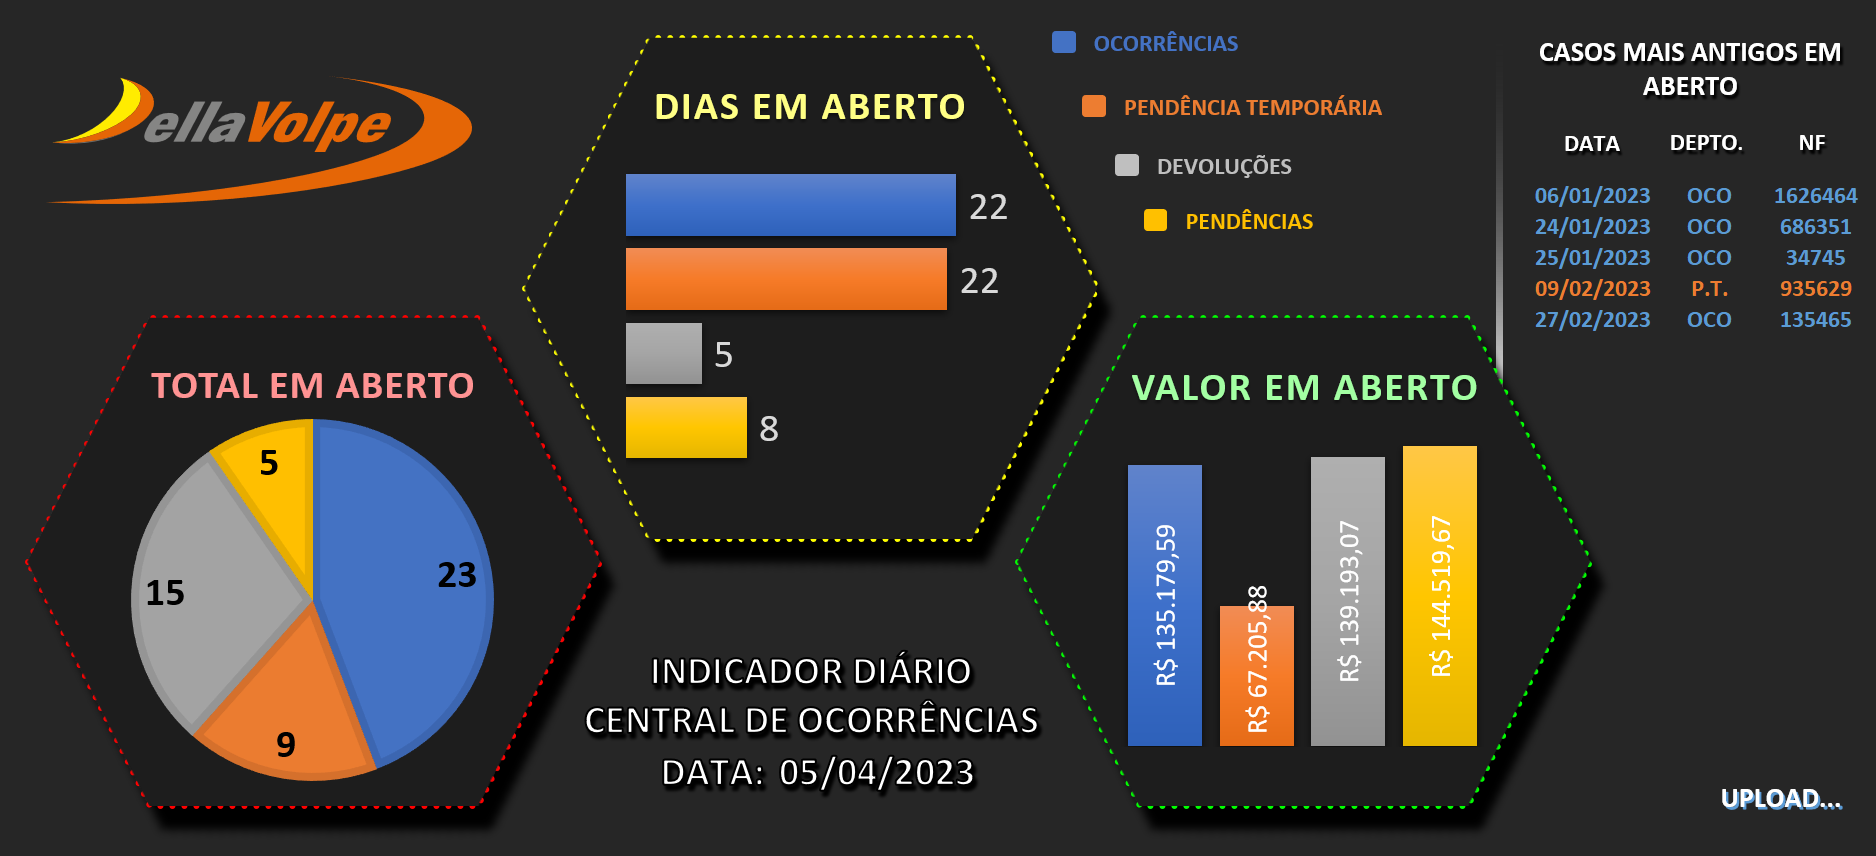 ellaVolpe
DIAS EM ABERTO
22
22
5
8
OCORRÊNCIAS
PENDÊNCIA TEMPORÁRIA
DEVOLUÇÕES
PENDÊNCIAS
CASOS MAIS ANTIGOS EM
ABERTO
DATA DEPTO. NF
06/01/2023 OCO 1626464
24/01/2023 OCO 686351
25/01/2023 OCO 34745
09/02/2023 P.T. 935629
27/02/2023 OCO 135465
TOTAL EM ABERTO
5
23
15
9
INDICADOR DIÁRIO
CENTRAL DE OCORRÊNCIAS
DATA: 05/04/2023
VALOR EM ABERTO
R$ 135.179,59
R$ 67.205,88
R$ 139.193,07
R$ 144.519,67
UPLOAD...